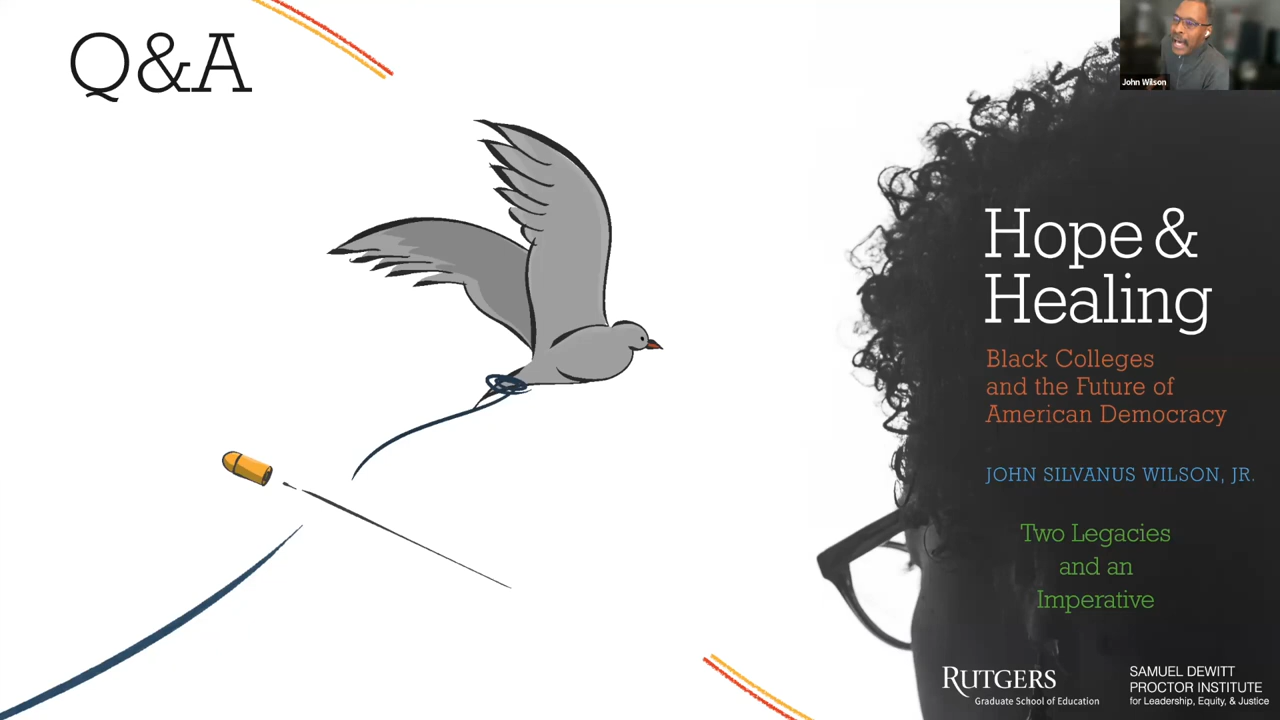 Q&A
John Wilson
Hope &
Healing
Black Colleges
and the Future of
American Democracy
JOHN SILVANUS WILSON, JR.
Two Legacies
and an
Imperative
RUTGERS
Graduate School of Education
SAMUEL DEWITT
PROCTOR INSTITUTE
for Leadership, Equity, & Justice